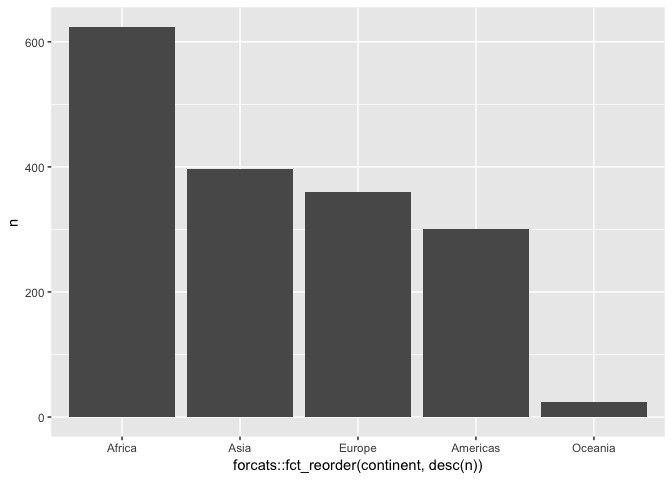 600
400
n
200
0
Africa Asia Europe Americas Oceania
forcats::fct_reorder(continent, desc(n))